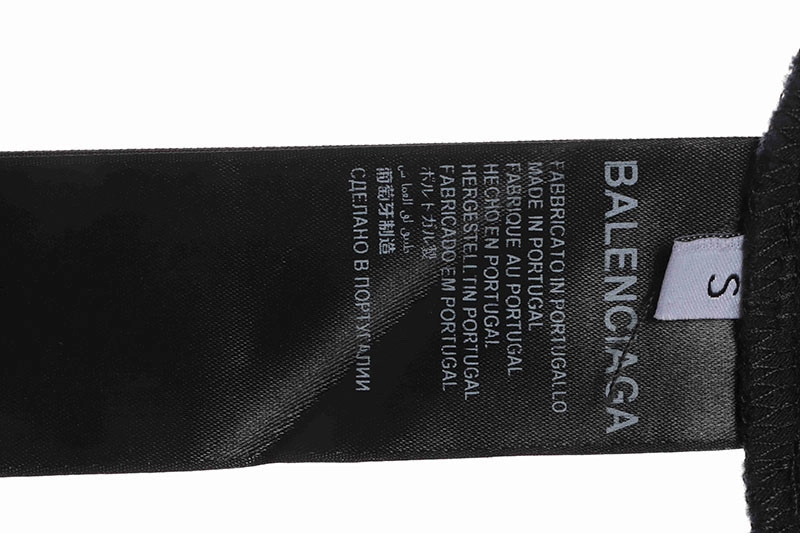 BALENCIAGA
FABBRICATO IN PORTUGALLO
MADE IN PORTUGAL
FABRIQUE AU PORTUGAL
HECHO EN PORTUGAL
HERGESTELLT IN PORTUGAL
FABRICADO EM PORTUGAL
ポルトガル製
葡萄牙制造
СДЕЛАНО В ПОРТУГАЛИИ
S